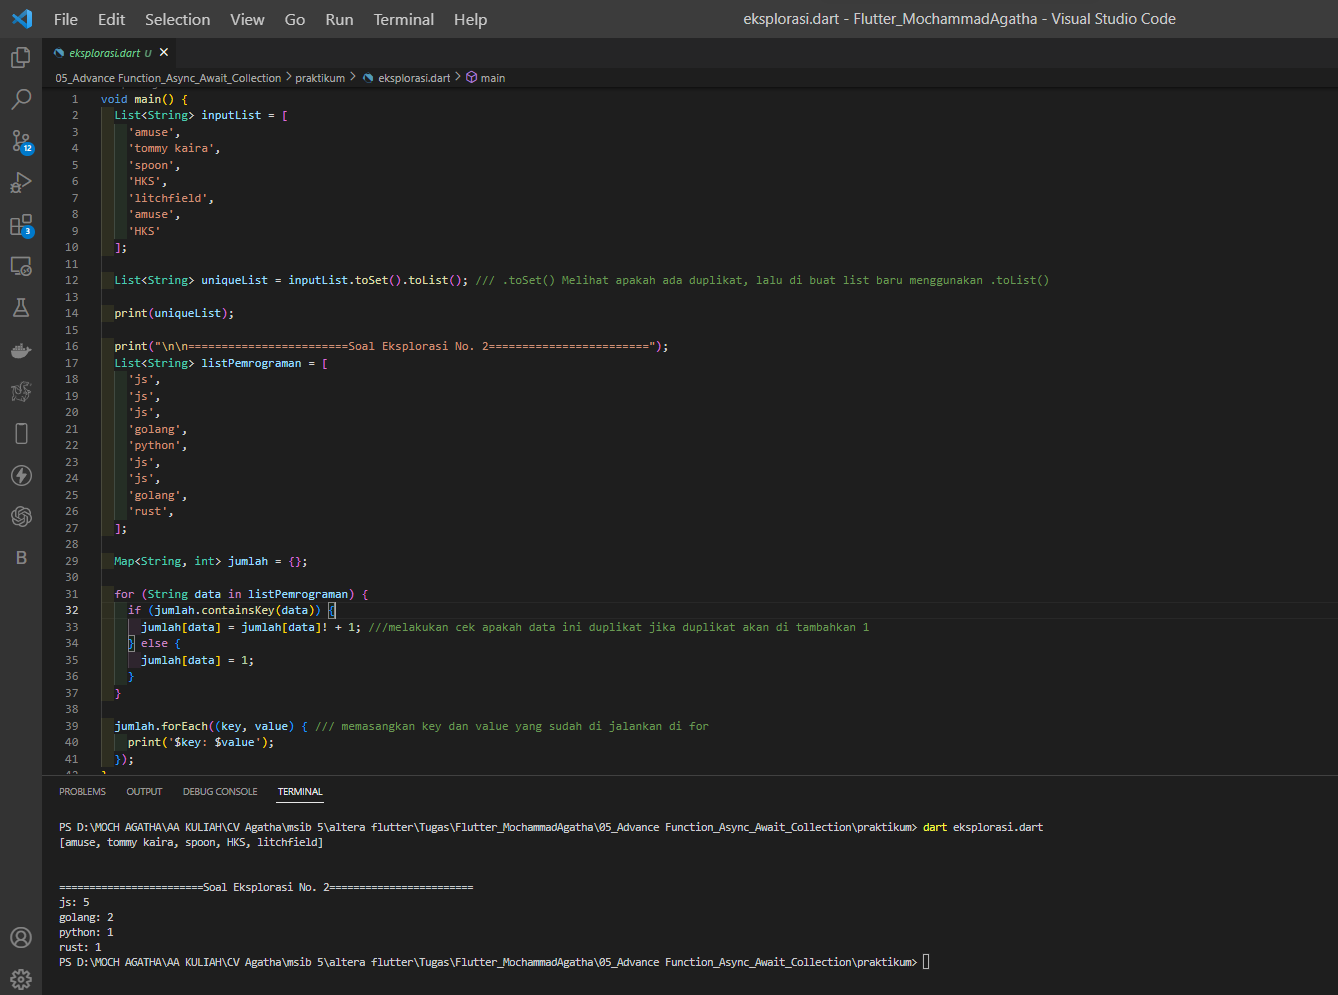 File Edit Selection View Go Run Terminal Help eksplorasi.dart - Flutter_MochammadAgatha - Visual Studio Code
eksplorasi.dart U
05_Advance Function_Async_Await_Collection > praktikum > eksplorasi.dart > main
1 void main() {
2 List<String> inputList = [
3 'amuse',
4 'tommy kaira',
5 'spoon',
6 'HKS',
7 'litchfield',
8 'amuse',
9 'HKS'
10 ];
11
12 List<String> uniqueList = inputList.toSet().toList(); /// .toSet() Melihat apakah ada duplikat, lalu di buat list baru menggunakan .toList()
13
14 print(uniqueList);
15
16 print("\n\n========================Soal Eksplorasi No. 2========================");
17 List<String> listPemrograman = [
18 'js',
19 'js',
20 'js',
21 'golang',
22 'python',
23 'js',
24 'js',
25 'golang',
26 'rust',
27 ];
28
29 Map<String, int> jumlah = {};
30
31 for (String data in listPemrograman) {
32 if (jumlah.containsKey(data)) {
33 jumlah[data] = jumlah[data]! + 1; ///melakukan cek apakah data ini duplikat jika duplikat akan di tambahkan 1
34 } else {
35 jumlah[data] = 1;
36 }
37 }
38
39 jumlah.forEach((key, value) { /// memasangkan key dan value yang sudah di jalankan di for
40 print('$key: $value');
41 });
12
3
B
PROBLEMS OUTPUT DEBUG CONSOLE TERMINAL
PS D:\MOCH AGATHA\AA KULIAH\CV Agatha\msib 5\altera flutter\Tugas\Flutter_MochammadAgatha\05_Advance Function_Async_Await_Collection\praktikum> dart eksplorasi.dart
[amuse, tommy kaira, spoon, HKS, litchfield]
========================Soal Eksplorasi No. 2========================
js: 5
golang: 2
python: 1
rust: 1
PS D:\MOCH AGATHA\AA KULIAH\CV Agatha\msib 5\altera flutter\Tugas\Flutter_MochammadAgatha\05_Advance Function_Async_Await_Collection\praktikum>